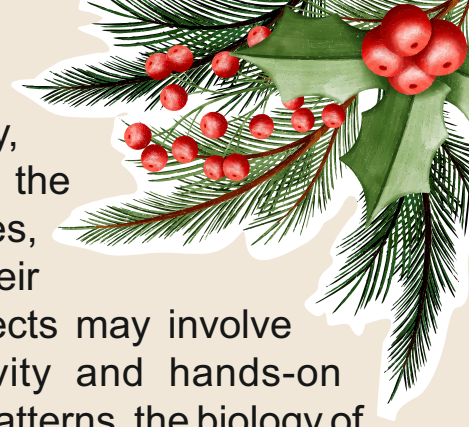 y,
the
es,
eir
ects may involve
vity and hands-on
atterns, the biology of